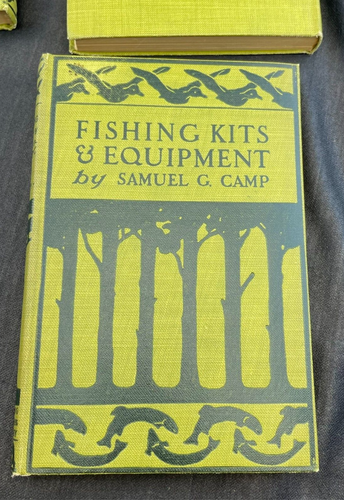 FISHING KITS
& EQUIPMENT
by SAMUEL G. CAMP